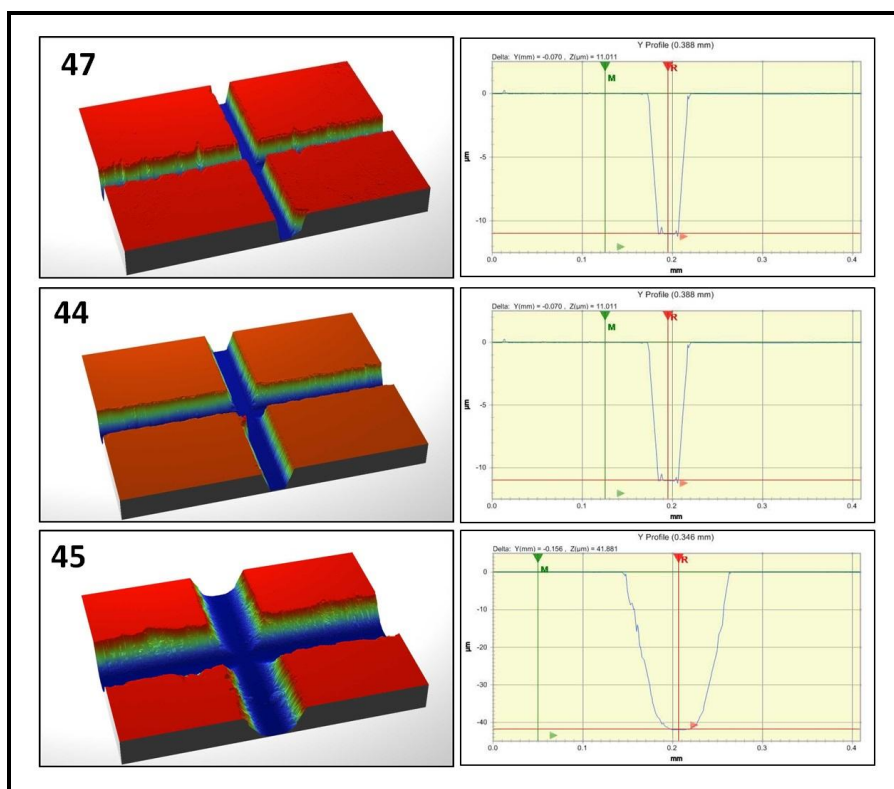 47
Y Profile (0.388 mm)
Delta: Y(mm) = -0.070 , Z(µm) = 11.011
R
M
0
-5
µm
-10
0.0 0.1 0.2 0.3 0.4
mm
44
Y Profile (0.388 mm)
Delta: Y(mm) = -0.070 , Z(µm) = 11.011
R
M
0
-5
µm
-10
0.0 0.1 0.2 0.3 0.4
mm
45
Y Profile (0.346 mm)
Delta: Y(mm) = -0.156 , Z(µm) = 41.881
R
M
0
-10
µm
-20
-30
-40
0.0 0.1 0.2 0.3 0.4
mm